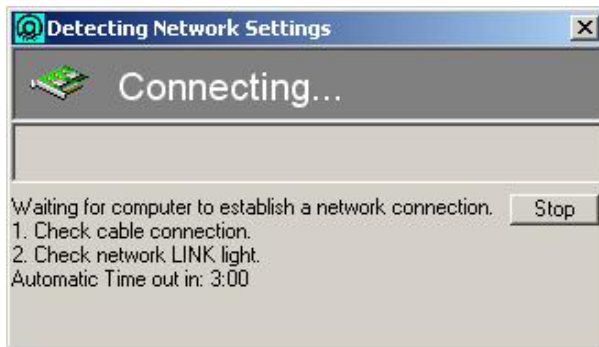 Detecting Network Settings
Connecting...
Waiting for computer to establish a network connection.
Stop
1. Check cable connection.
2. Check network LINK light.
Automatic Time out in: 3:00